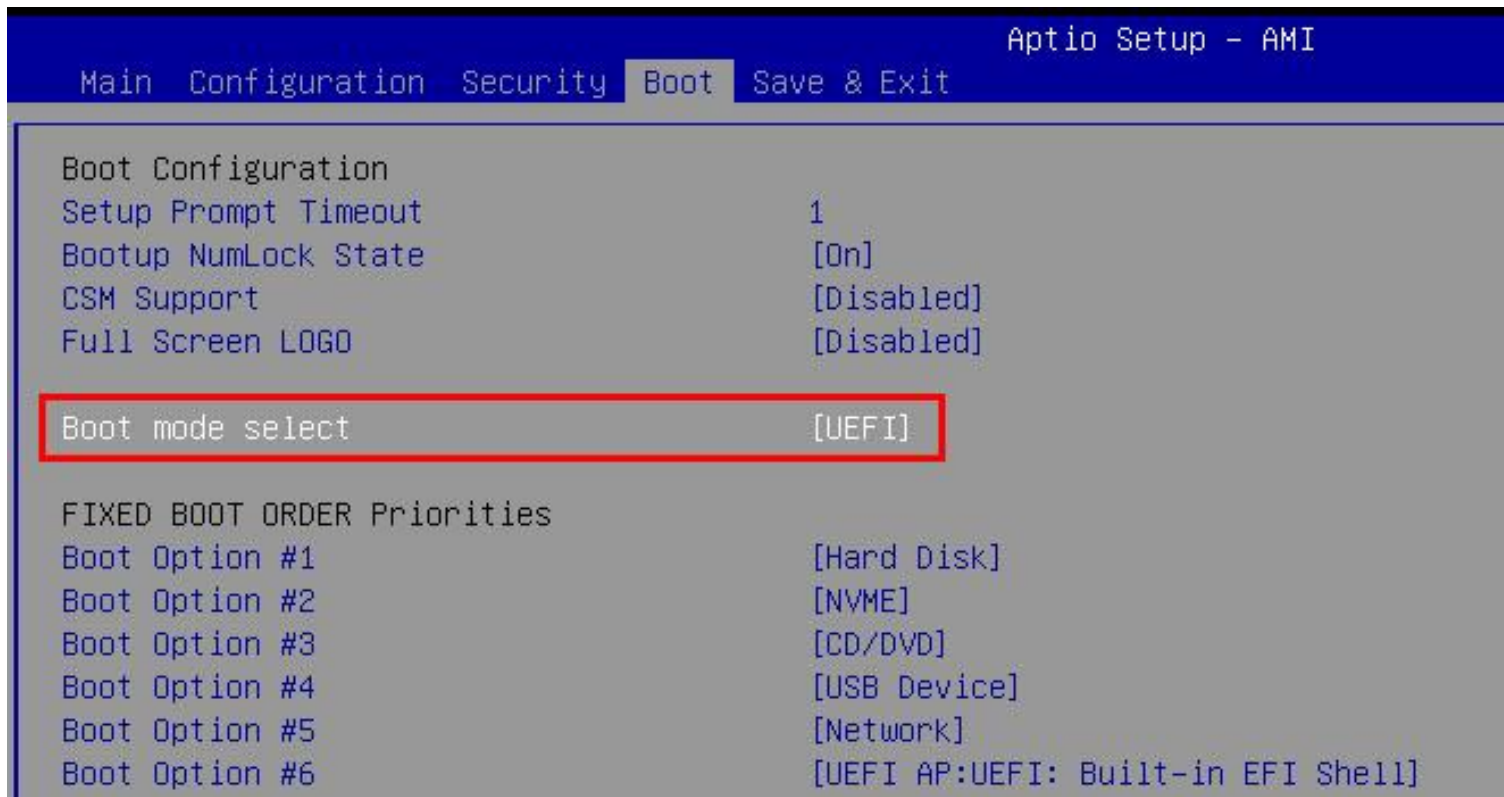 Aptio Setup – AMI
Main Configuration Security Boot Save & Exit
Boot Configuration
Setup Prompt Timeout 1
Bootup NumLock State [On]
CSM Support [Disabled]
Full Screen LOGO [Disabled]
Boot mode select [UEFI]
FIXED BOOT ORDER Priorities
Boot Option #1 [Hard Disk]
Boot Option #2 [NVME]
Boot Option #3 [CD/DVD]
Boot Option #4 [USB Device]
Boot Option #5 [Network]
Boot Option #6 [UEFI AP:UEFI: Built-in EFI Shell]